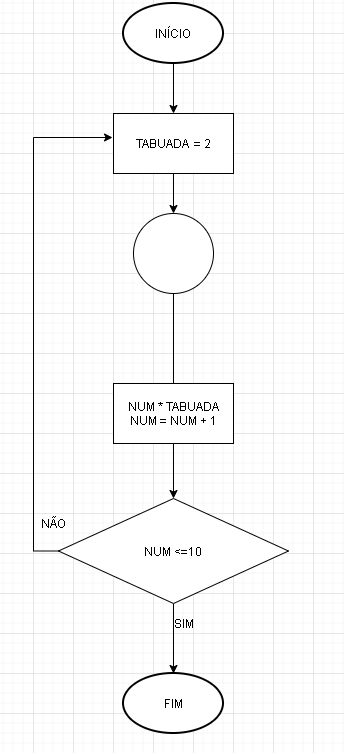 INÍCIO
TABUADA = 2
NUM * TABUADA
NUM = NUM + 1
NÃO
NUM <=10
SIM
FIM